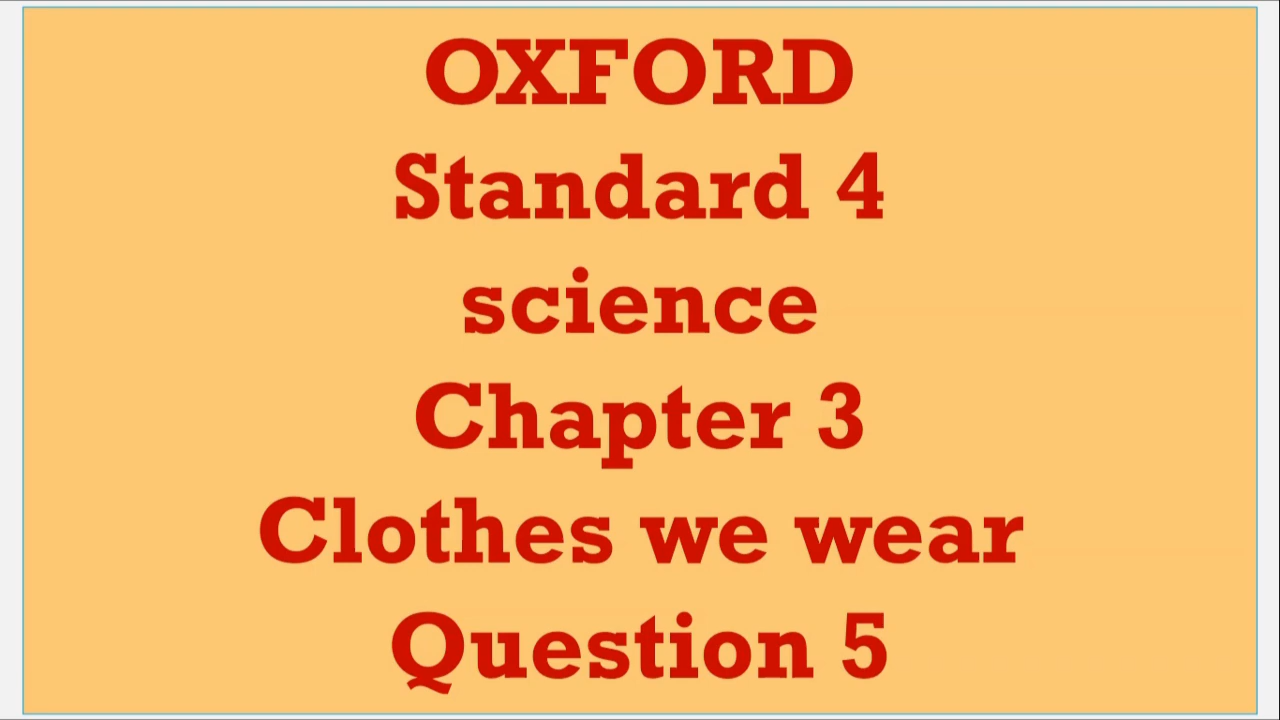 OXFORD
Standard 4
science
Chapter 3
Clothes we wear
Question 5